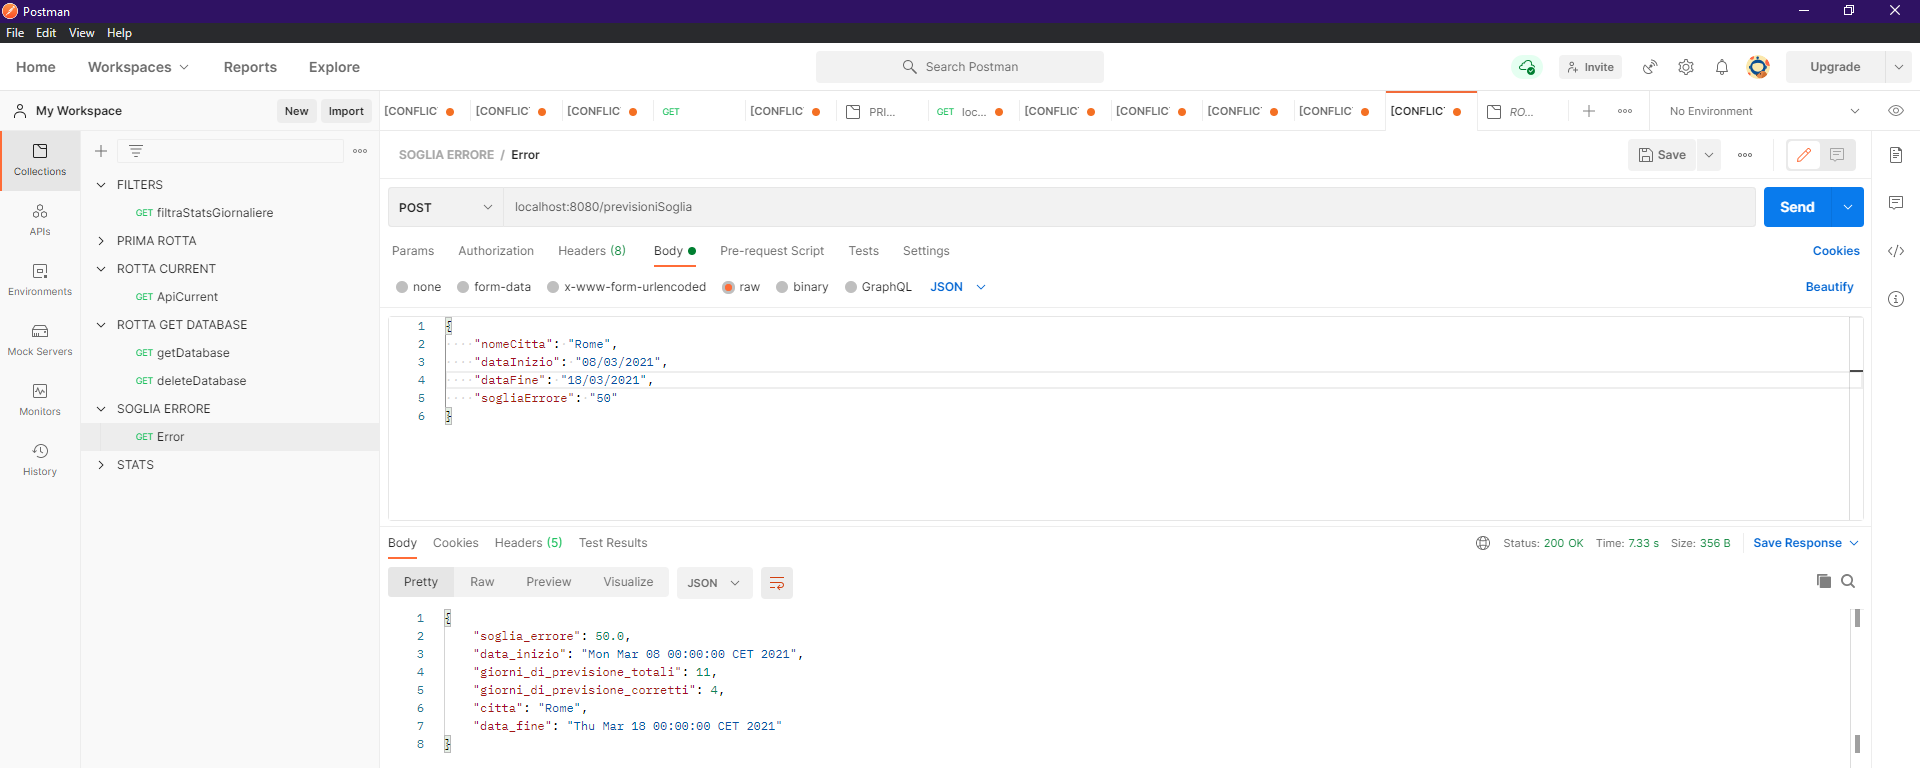 Postman
File Edit View Help
Home Workspaces Reports Explore Search Postman Invite Upgrade
My Workspace New Import [CONFLIC [CONFLIC [CONFLIC GET [CONFLIC PRI... GET loc... [CONFLIC [CONFLIC [CONFLIC [CONFLIC [CONFLIC RO... No Environment
Collections
APIs
Environments
Mock Servers
Monitors
History
FILTERS
GET filtraStatsGiornaliere
PRIMA ROTTA
ROTTA CURRENT
GET ApiCurrent
ROTTA GET DATABASE
GET getDatabase
GET deleteDatabase
SOGLIA ERRORE
GET Error
STATS
SOGLIA ERRORE / Error Save
POST localhost:8080/previsioniSoglia Send
Params Authorization Headers (8) Body Pre-request Script Tests Settings Cookies
none form-data x-www-form-urlencoded raw binary GraphQL JSON Beautify
1 {
2 "nomeCitta": "Rome",
3 "dataInizio": "08/03/2021",
4 "dataFine": "18/03/2021",
5 "sogliaErrore": "50"
6 }
Body Cookies Headers (5) Test Results Status: 200 OK Time: 7.33 s Size: 356 B Save Response
Pretty Raw Preview Visualize JSON
1 {
2 "soglia_errore": 50.0,
3 "data_inizio": "Mon Mar 08 00:00:00 CET 2021",
4 "giorni_di_previsione_totali": 11,
5 "giorni_di_previsione_corretti": 4,
6 "citta": "Rome",
7 "data_fine": "Thu Mar 18 00:00:00 CET 2021"
8 }